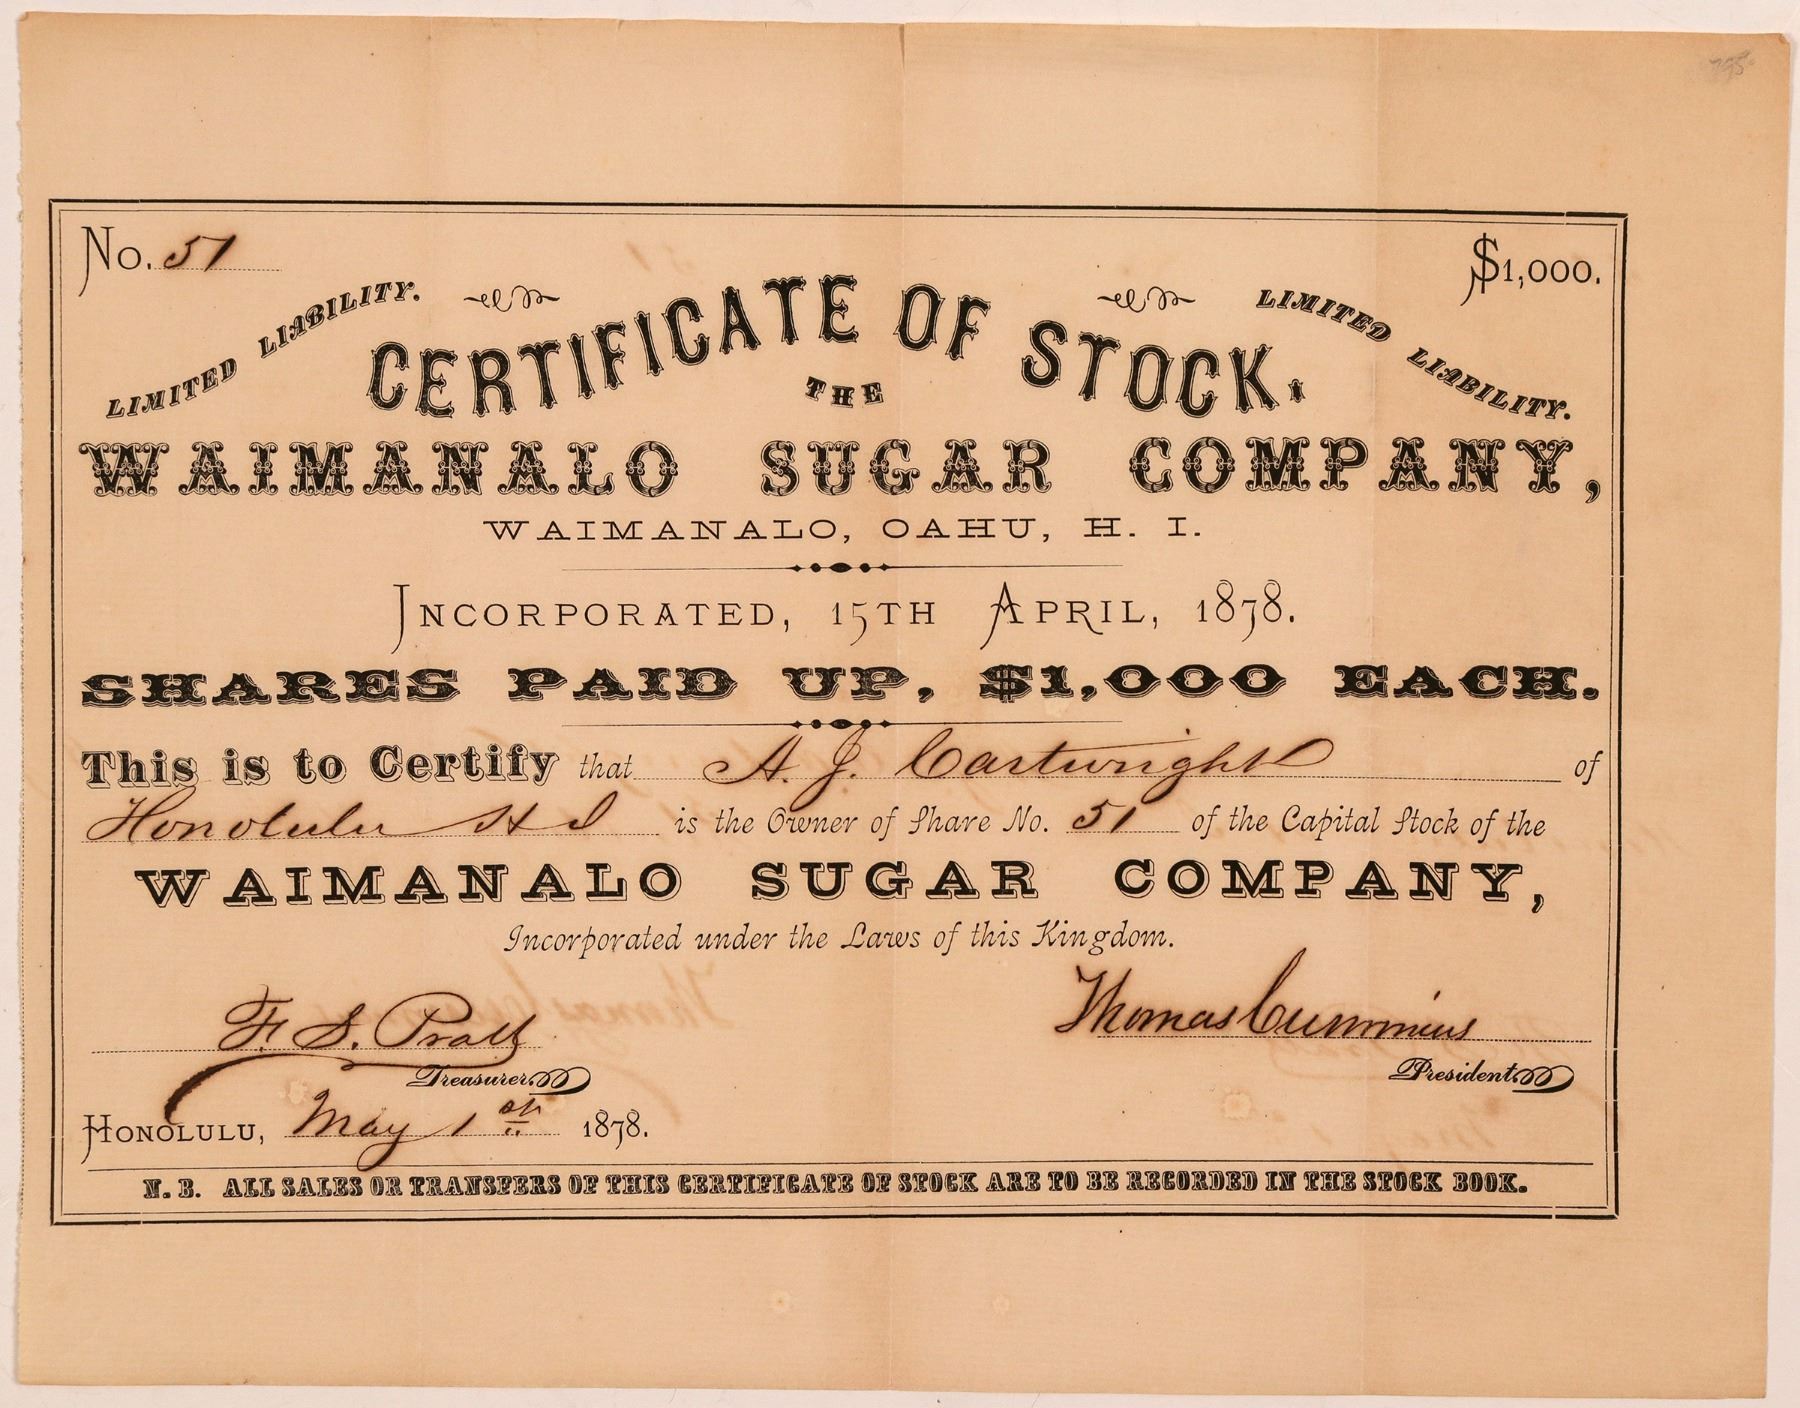 No. 51
$1,000.
LIMITED LIABILITY.
CERTIFICATE OF STOCK.
LIMITED LIABILITY.
THE
WAIMANALO SUGAR COMPANY,
WAIMANALO, OAHU, H. I.
INCORPORATED, 15TH APRIL, 1878.
SHARES PAID UP, $1,000 EACH.
This is to Certify that A. J. Cartwright of
Honolulu H I is the Owner of Share No. 51 of the Capital Stock of the
WAIMANALO SUGAR COMPANY,
Incorporated under the Laws of this Kingdom.
F. S. Pratt
Thomas Cummins
Treasurer
President
HONOLULU, May 1st 1878.
N. B. ALL SALES OR TRANSFERS OF THIS CERTIFICATE OF STOCK ARE TO BE RECORDED IN THE STOCK BOOK.